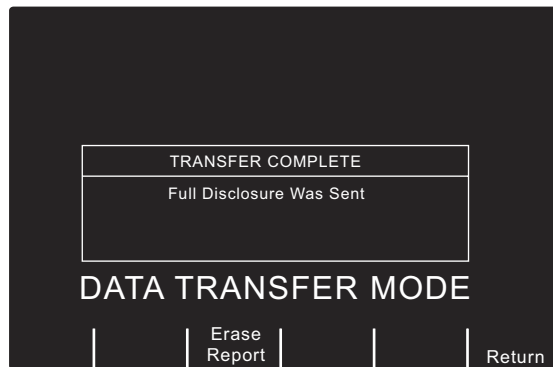 TRANSFER COMPLETE
Full Disclosure Was Sent
DATA TRANSFER MODE
Erase
Report
Return